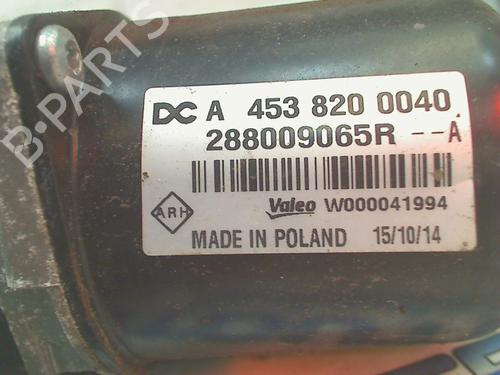 B-PARTS
DC A 453 820 0040
288009065R --A
ARH Valeo W000041994
MADE IN POLAND 15/10/14